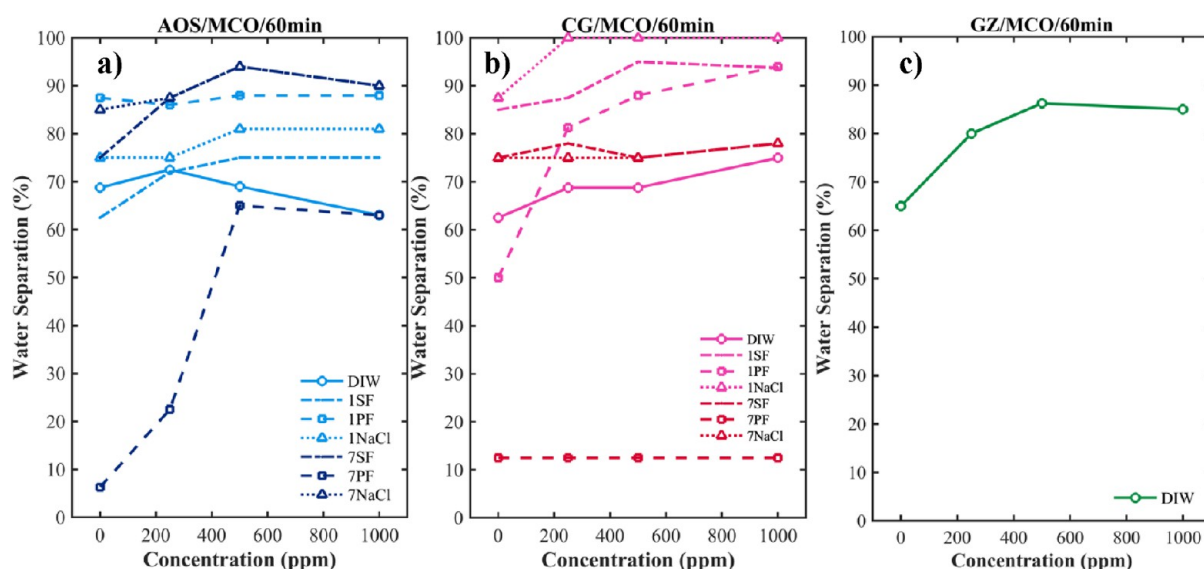 AOS/MCO/60min
a)
100
90
80
70
60
50
40
30
20
10
0
Water Separation (%)
DIW
1SF
1PF
1NaCl
7SF
7PF
7NaCl
0 200 400 600 800 1000
Concentration (ppm)
CG/MCO/60min
b)
100
90
80
70
60
50
40
30
20
10
0
Water Separation (%)
DIW
1SF
1PF
1NaCl
7SF
7PF
7NaCl
0 200 400 600 800 1000
Concentration (ppm)
GZ/MCO/60min
c)
100
90
80
70
60
50
40
30
20
10
0
Water Separation (%)
DIW
0 200 400 600 800 1000
Concentration (ppm)